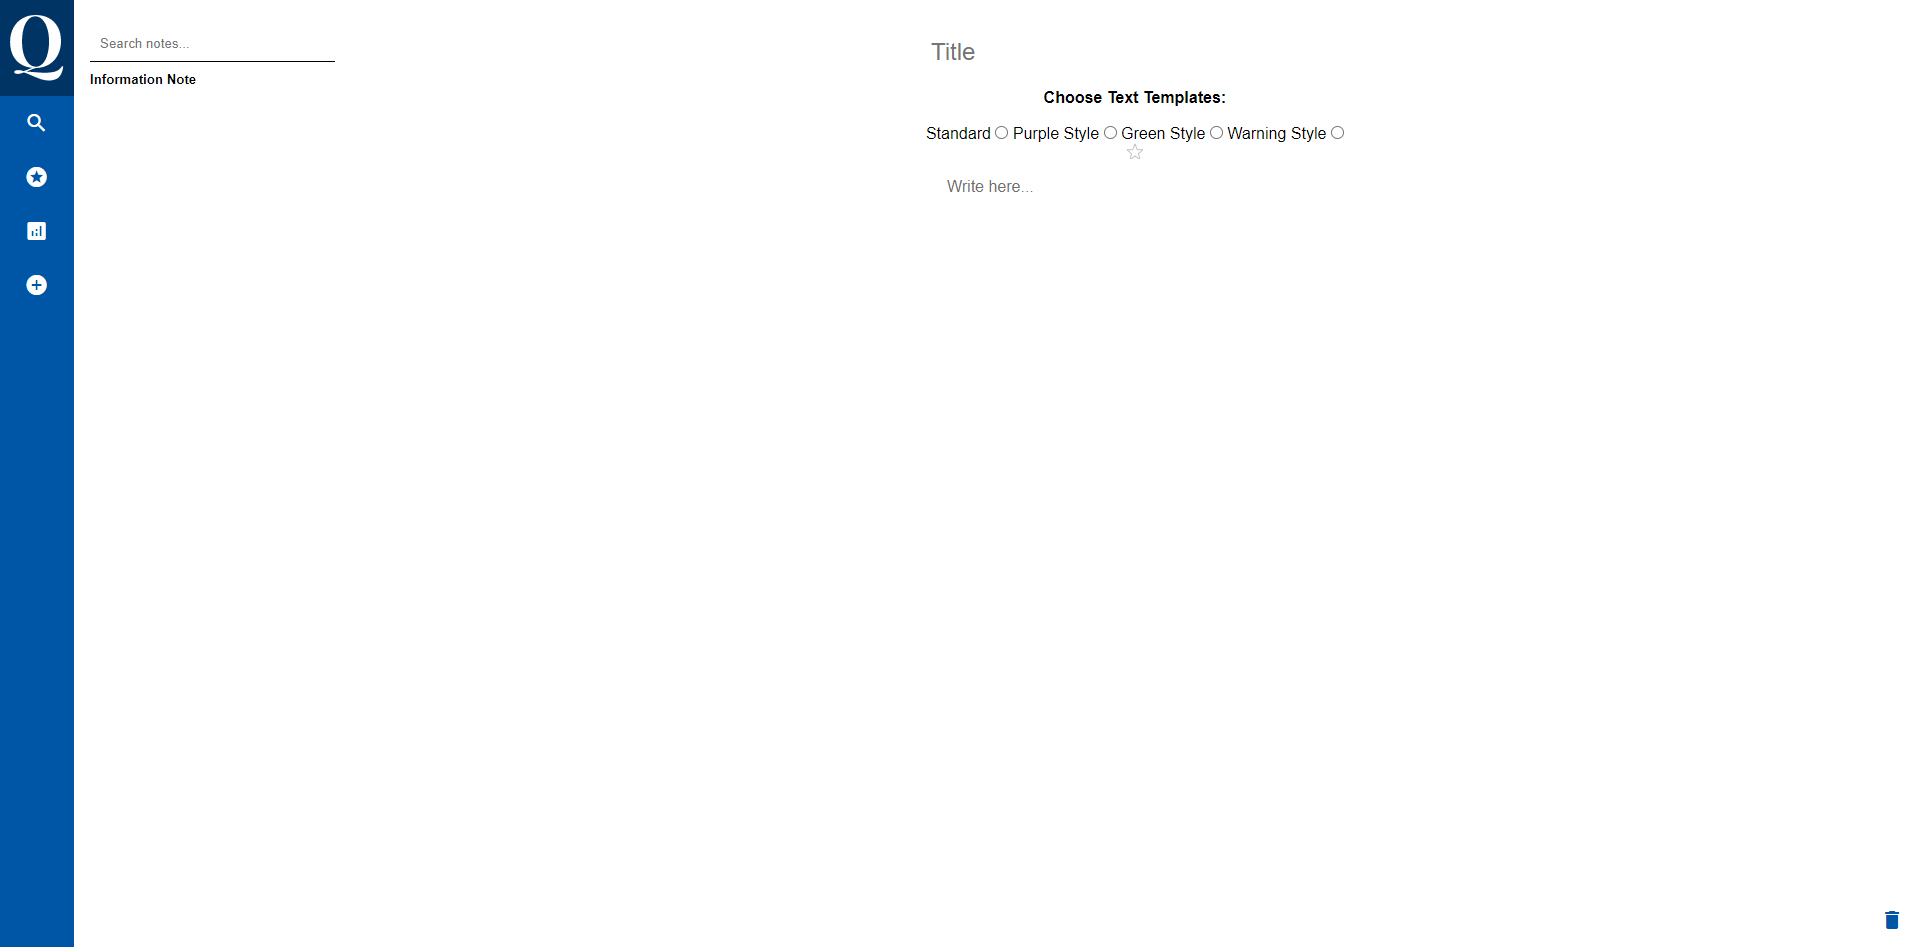 Q
Search notes...
Information Note
Title
Choose Text Templates:
Standard Purple Style Green Style Warning Style
Write here...